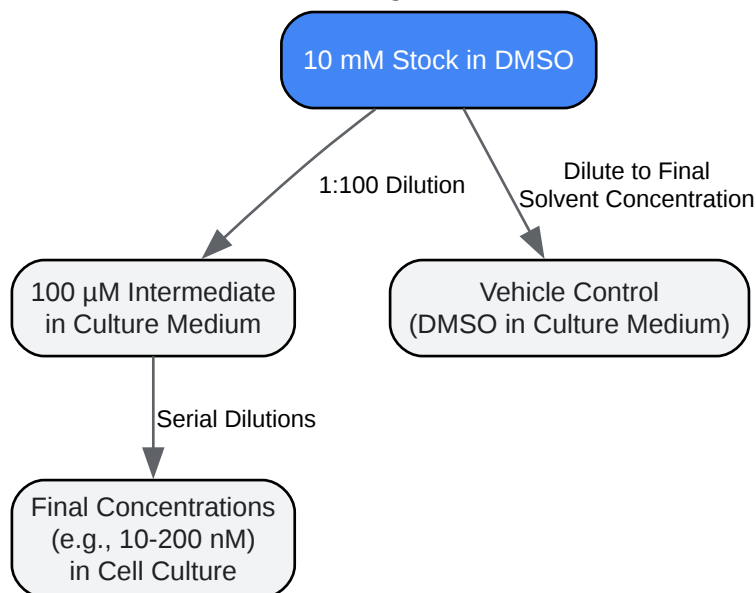 10 mM Stock in DMSO
1:100 Dilution
Dilute to Final
Solvent Concentration
100 µM Intermediate
in Culture Medium
Vehicle Control
(DMSO in Culture Medium)
Serial Dilutions
Final Concentrations
(e.g., 10-200 nM)
in Cell Culture